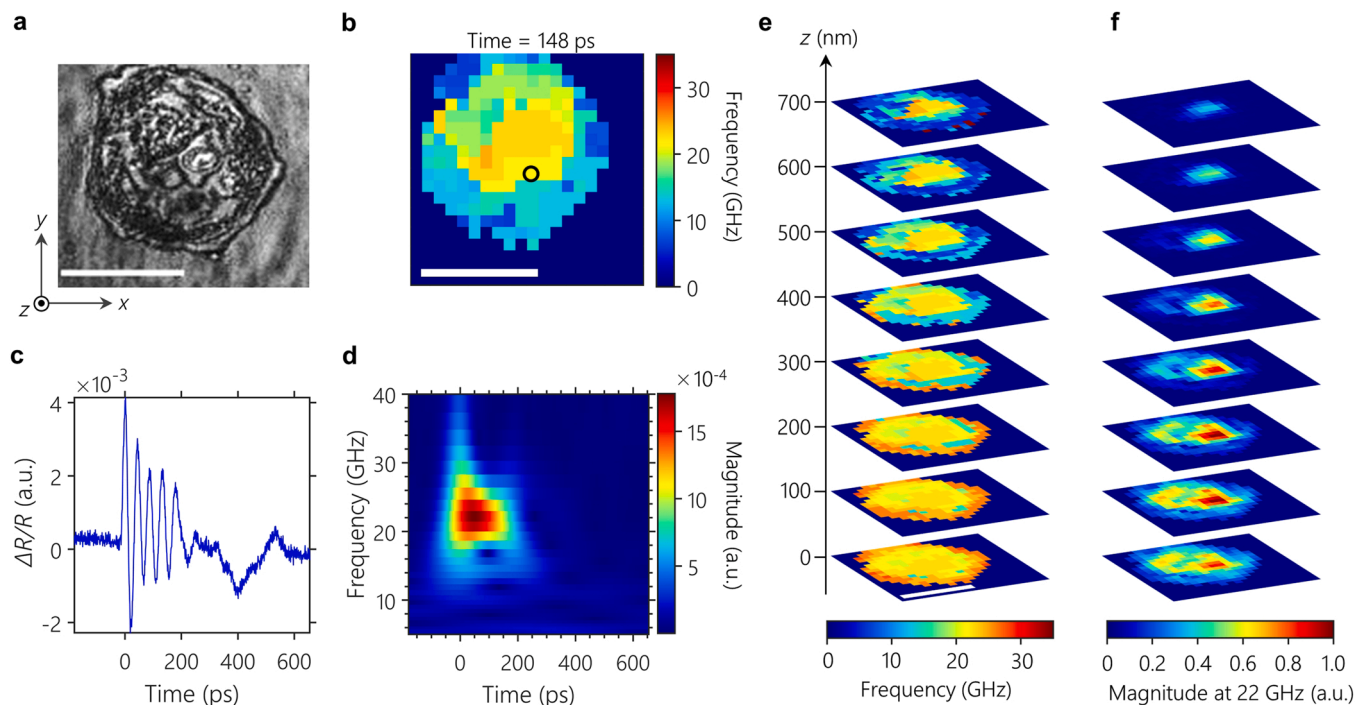 a
y
z
x
b
Time = 148 ps
30
20
10
0
Frequency (GHz)
c
×10⁻³
4
2
0
-2
ΔR/R (a.u.)
0 200 400 600
Time (ps)
d
40
30
20
10
Frequency (GHz)
0 200 400 600
Time (ps)
×10⁻⁴
15
10
5
Magnitude (a.u.)
e
z (nm)
700
600
500
400
300
200
100
0
0 10 20 30
Frequency (GHz)
f
0 0.2 0.4 0.6 0.8 1.0
Magnitude at 22 GHz (a.u.)